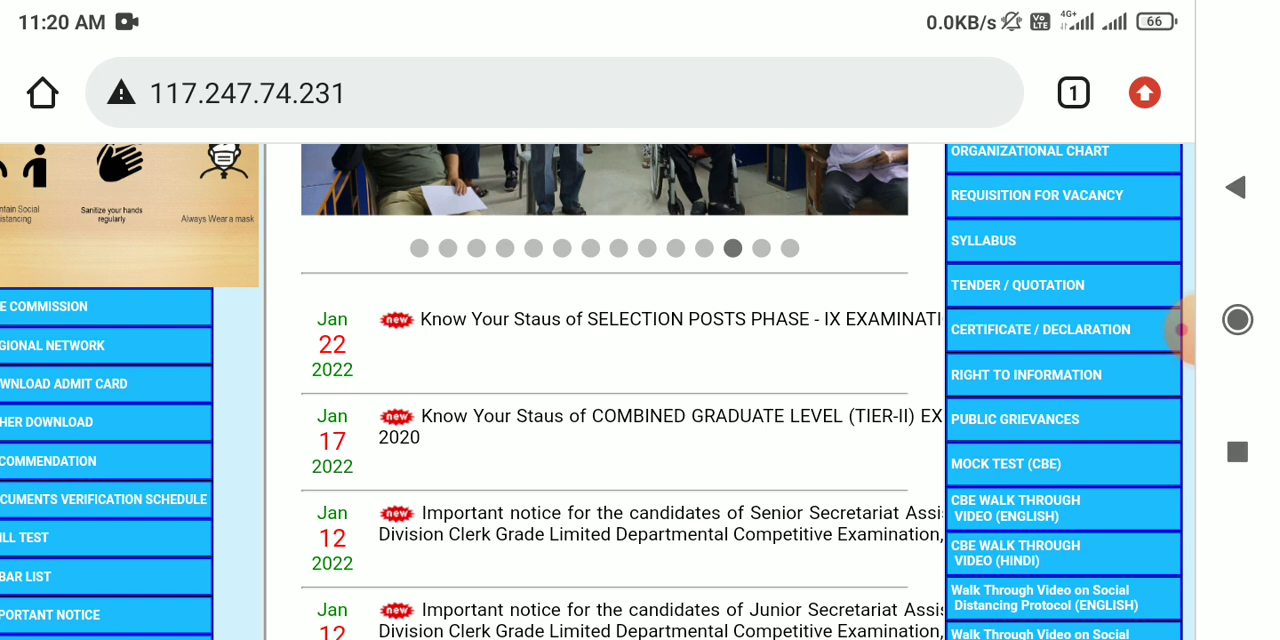 11:20 AM
0.0KB/s
Vo LTE
4G+
66
117.247.74.231
1
ntain Social
istancing
Sanitize your hands
regularly
Always Wear a mask
E COMMISSION
GIONAL NETWORK
WNLOAD ADMIT CARD
HER DOWNLOAD
COMMENDATION
CUMENTS VERIFICATION SCHEDULE
ILL TEST
BAR LIST
PORTANT NOTICE
Jan
22
2022
new Know Your Staus of SELECTION POSTS PHASE - IX EXAMINATI
Jan
17
2022
new Know Your Staus of COMBINED GRADUATE LEVEL (TIER-II) EX
2020
Jan
12
2022
new Important notice for the candidates of Senior Secretariat Assi
Division Clerk Grade Limited Departmental Competitive Examination,
Jan
12
new Important notice for the candidates of Junior Secretariat Assis
Division Clerk Grade Limited Departmental Competitive Examination,
ORGANIZATIONAL CHART
REQUISITION FOR VACANCY
SYLLABUS
TENDER / QUOTATION
CERTIFICATE / DECLARATION
RIGHT TO INFORMATION
PUBLIC GRIEVANCES
MOCK TEST (CBE)
CBE WALK THROUGH
VIDEO (ENGLISH)
CBE WALK THROUGH
VIDEO (HINDI)
Walk Through Video on Social
Distancing Protocol (ENGLISH)
Walk Through Video on Social